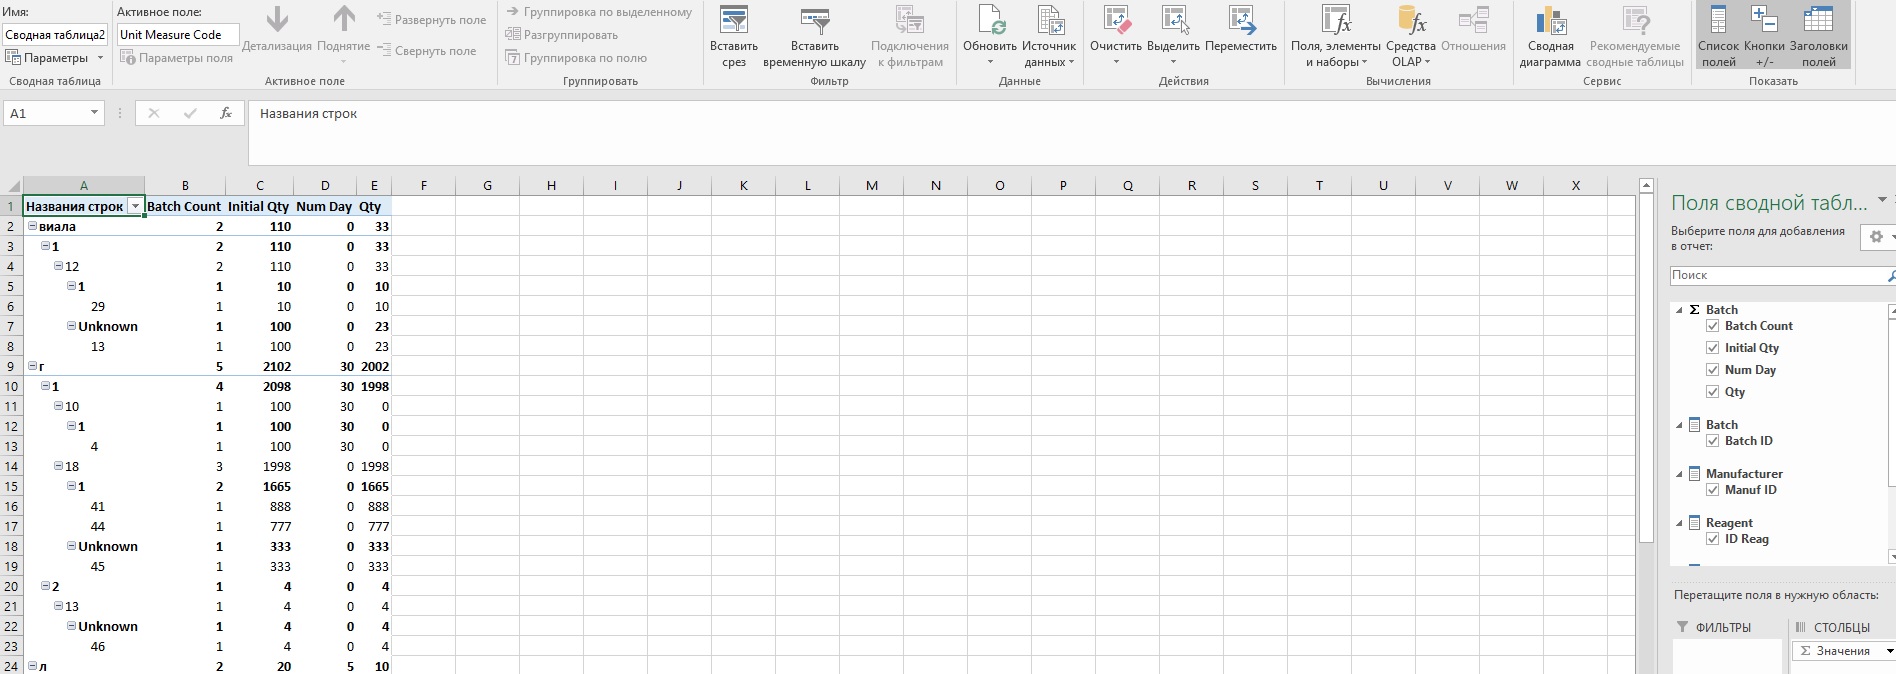 Имя:
Сводная таблица2
Параметры
Сводная таблица
Активное поле:
Unit Measure Code
Параметры поля
Детализация
Поднятие
Развернуть поле
Свернуть поле
Активное поле
Группировка по выделенному
Разгруппировать
Группировка по полю
Группировать
Вставить срез
Вставить временную шкалу
Подключения к фильтрам
Фильтр
Обновить
Источник данных
Данные
Очистить
Выделить
Переместить
Действия
Поля, элементы и наборы
Средства OLAP
Отношения
Вычисления
Сводная диаграмма
Рекомендуемые сводные таблицы
Сервис
Список полей
Кнопки +/-
Заголовки полей
Показать
A1
fx
Названия строк
A B C D E F G H I J K L M N O P Q R S T U V W X
1 Названия строк Batch Count Initial Qty Num Day Qty
2 виала 2 110 0 33
3 1 2 110 0 33
4 12 2 110 0 33
5 1 1 10 0 10
6 29 1 10 0 10
7 Unknown 1 100 0 23
8 13 1 100 0 23
9 г 5 2102 30 2002
10 1 4 2098 30 1998
11 10 1 100 30 0
12 1 1 100 30 0
13 4 1 100 30 0
14 18 3 1998 0 1998
15 1 2 1665 0 1665
16 41 1 888 0 888
17 44 1 777 0 777
18 Unknown 1 333 0 333
19 45 1 333 0 333
20 2 1 4 0 4
21 13 1 4 0 4
22 Unknown 1 4 0 4
23 46 1 4 0 4
24 л 2 20 5 10
Поля сводной табл...
Выберите поля для добавления
в отчет:
Поиск
Σ Batch
Batch Count
Initial Qty
Num Day
Qty
Batch
Batch ID
Manufacturer
Manuf ID
Reagent
ID Reag
Перетащите поля в нужную область:
ФИЛЬТРЫ
СТОЛБЦЫ
Σ Значения